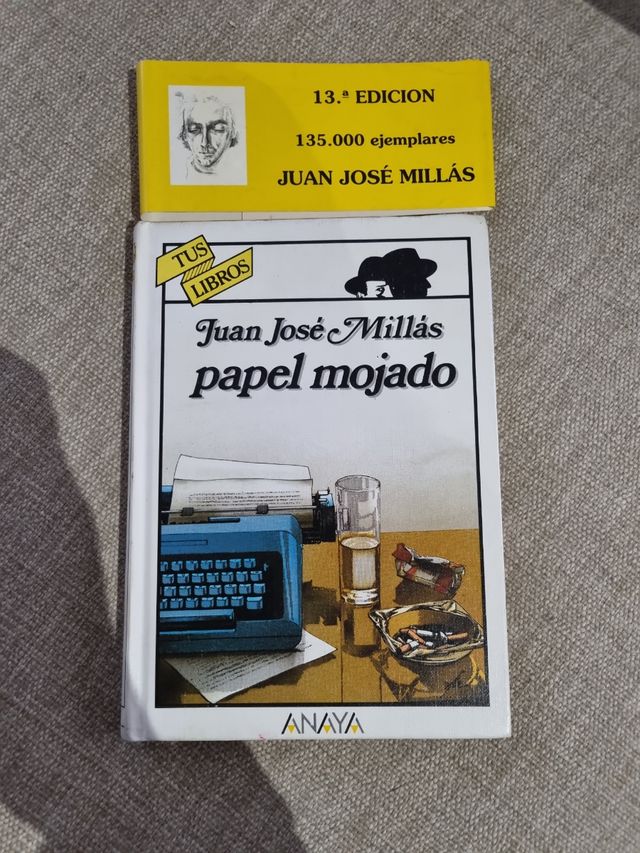 13.ª EDICION
135.000 ejemplares
JUAN JOSÉ MILLÁS
TUS
LIBROS
Juan José Millás
papel mojado
ANAYA